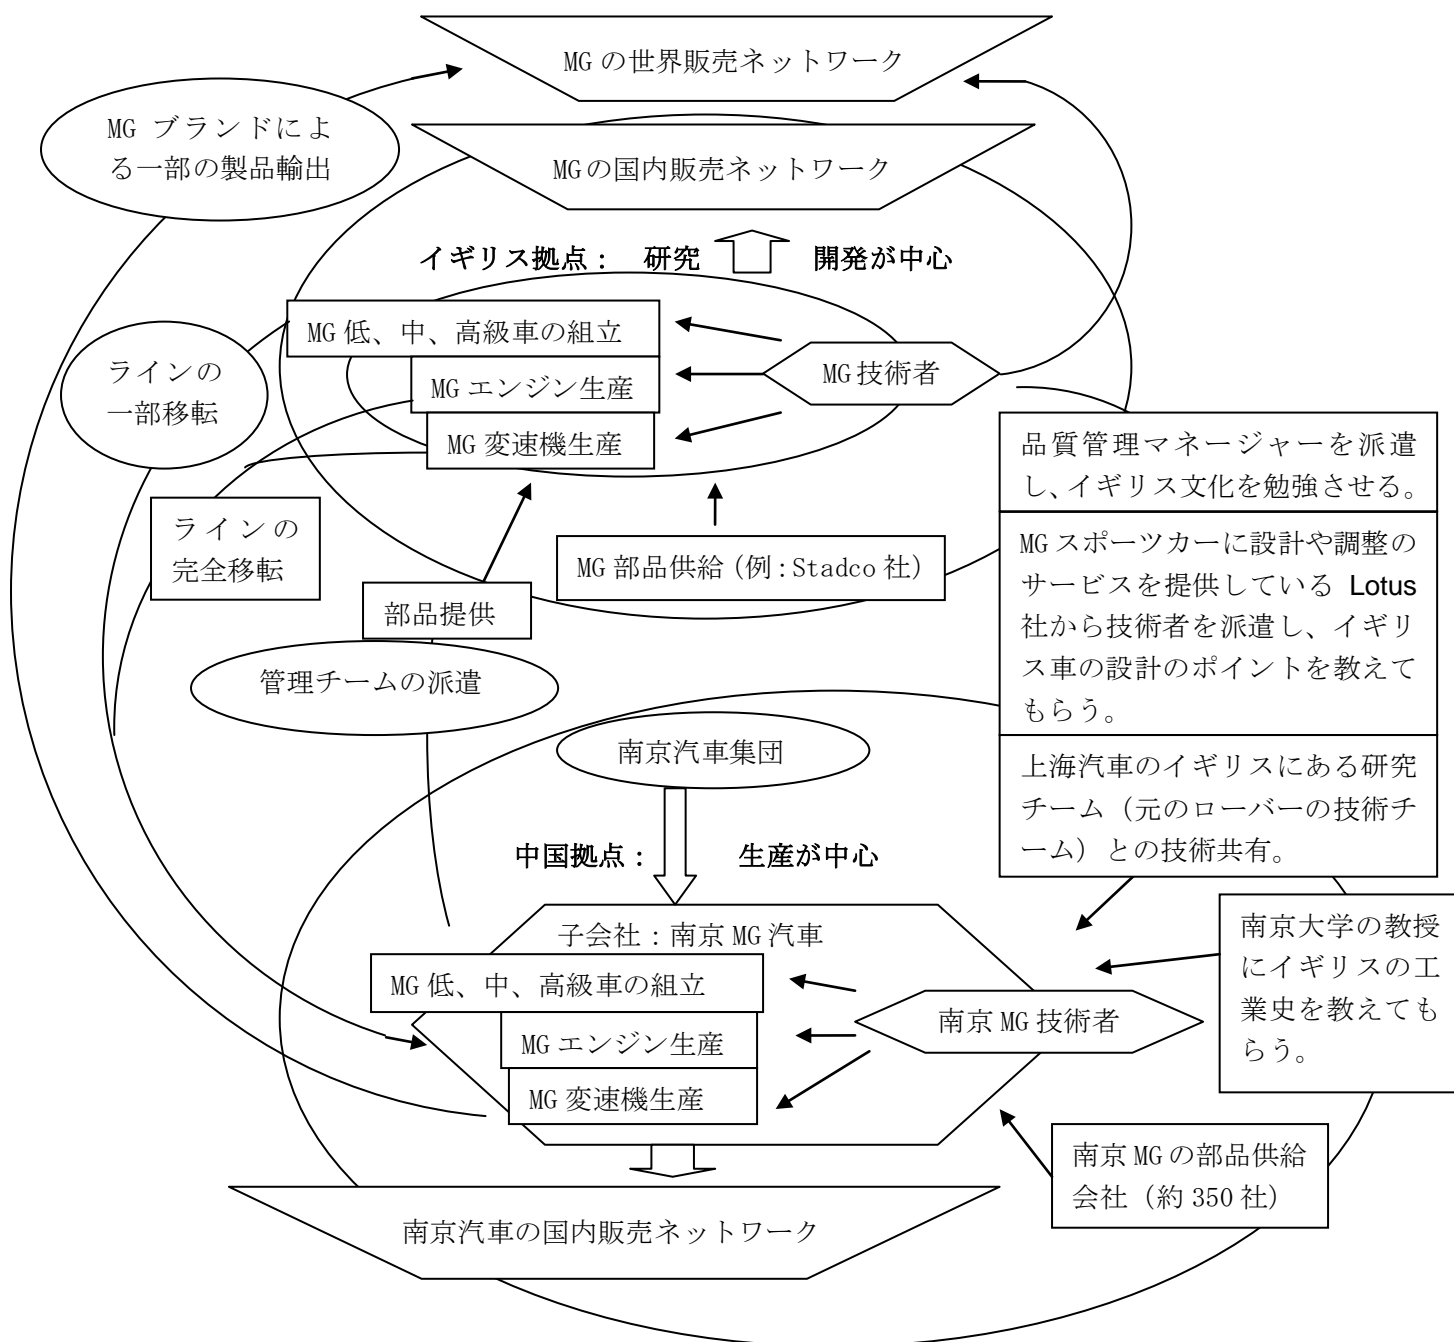 MG の世界販売ネットワーク
MG ブランドによ
る一部の製品輸出
MGの国内販売ネットワーク
イギリス拠点： 研究 開発が中心
MG 低、中、高級車の組立
MG エンジン生産
MG 変速機生産
MG 技術者
ラインの
一部移転
ラインの
完全移転
部品提供
MG 部品供給（例：Stadco 社）
管理チームの派遣
品質管理マネージャーを派遣
し、イギリス文化を勉強させる。
MG スポーツカーに設計や調整の
サービスを提供している Lotus
社から技術者を派遣し、イギリ
ス車の設計のポイントを教えて
もらう。
上海汽車のイギリスにある研究
チーム（元のローバーの技術チ
ーム）との技術共有。
南京汽車集団
中国拠点： 生産が中心
子会社：南京 MG 汽車
MG 低、中、高級車の組立
MG エンジン生産
MG 変速機生産
南京 MG 技術者
南京大学の教授
にイギリスの工
業史を教えても
らう。
南京 MG の部品供給
会社（約 350 社）
南京汽車の国内販売ネットワーク